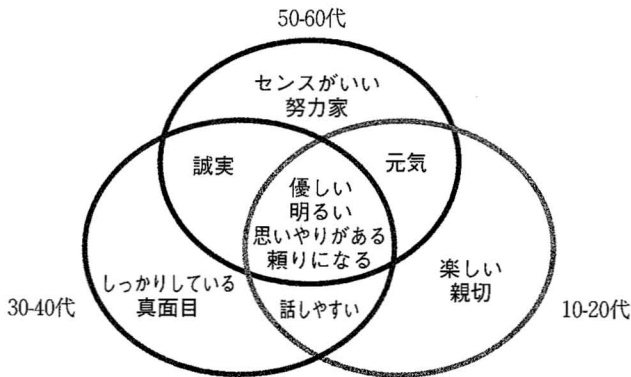 50-60代
センスがいい
努力家
誠実
元気
優しい
明るい
思いやりがある
頼りになる
しっかりしている
真面目
話しやすい
楽しい
親切
30-40代
10-20代